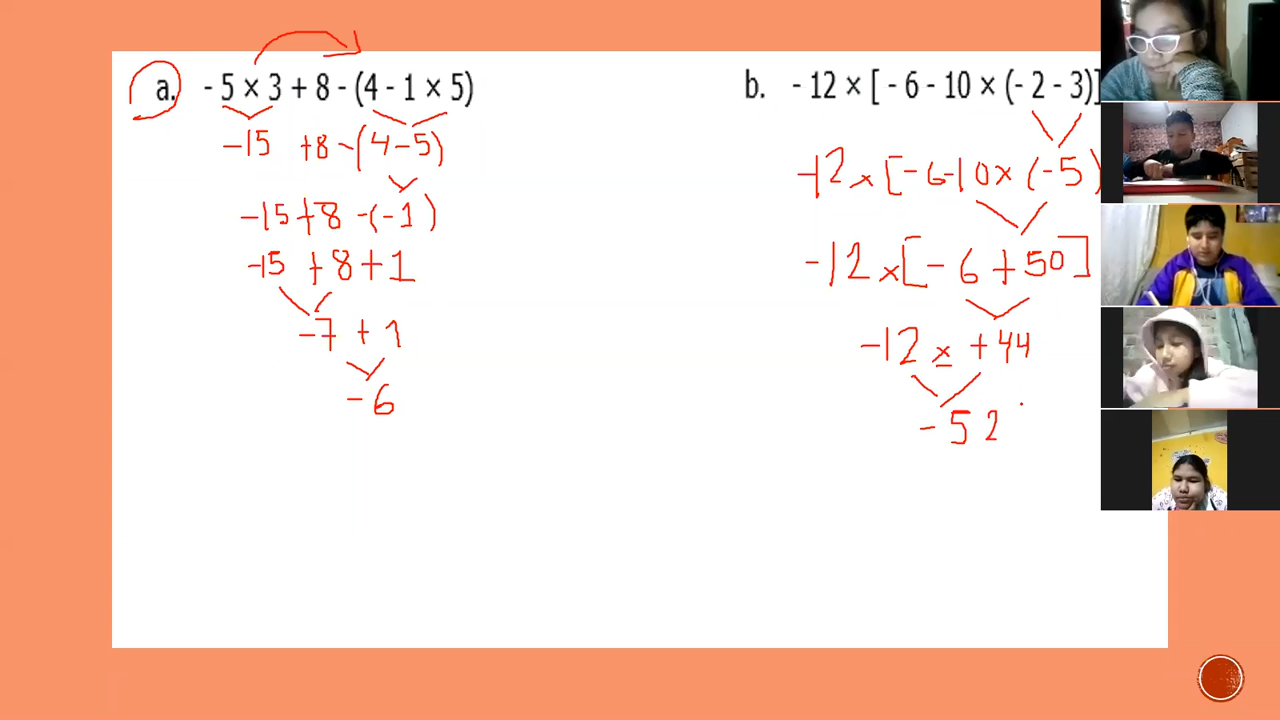 a. - 5 × 3 + 8 - (4 - 1 × 5)
-15 +8 -(4-5)
-15+8 -(-1)
-15 +8+1
-7 + 1
-6
b. - 12 × [ - 6 - 10 × (- 2 - 3)]
-12 × [-6-10× (-5)
-12 ×[- 6 +50]
-12 × +44
-52